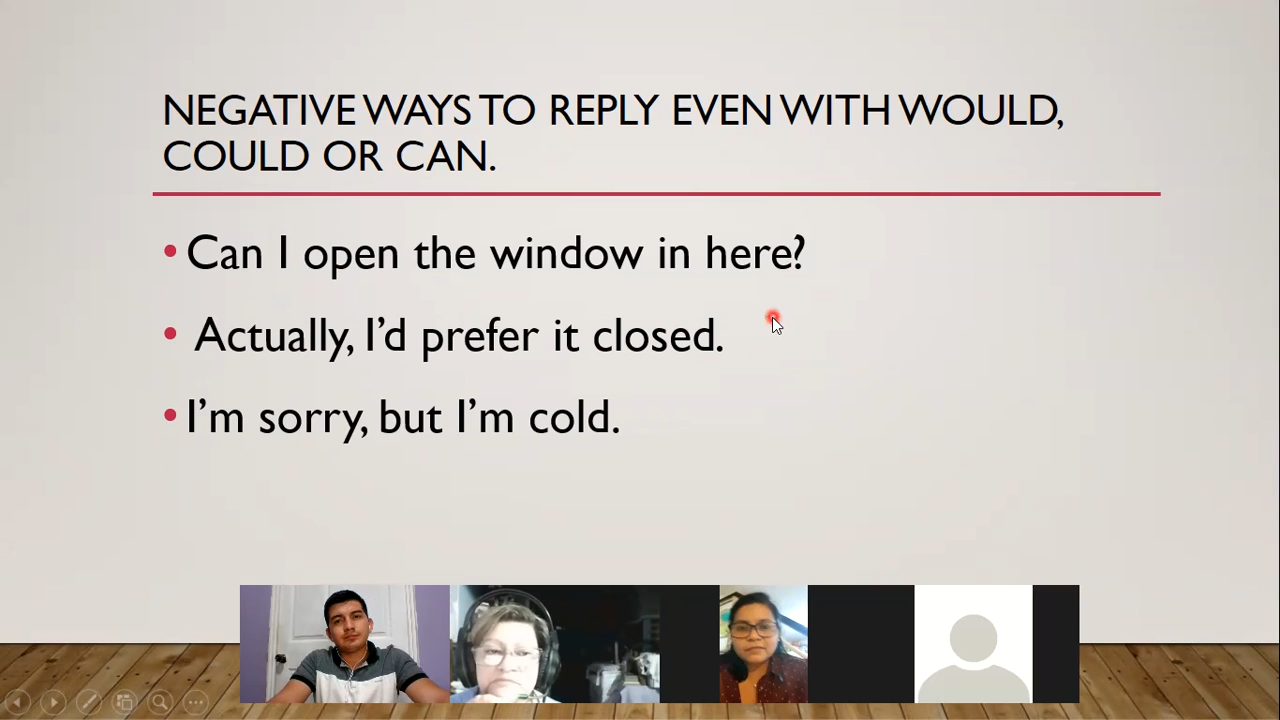 NEGATIVE WAYS TO REPLY EVEN WITH WOULD,
COULD OR CAN.
• Can I open the window in here?
• Actually, I’d prefer it closed.
• I’m sorry, but I’m cold.